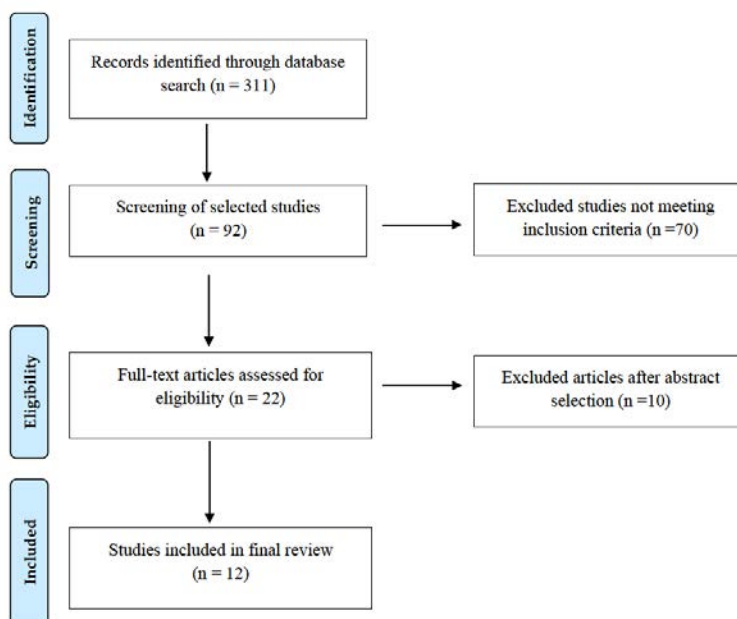 Identification
Records identified through database
search (n = 311)
Screening
Screening of selected studies
(n = 92)
Excluded studies not meeting
inclusion criteria (n =70)
Eligibility
Full-text articles assessed for
eligibility (n = 22)
Excluded articles after abstract
selection (n =10)
Included
Studies included in final review
(n = 12)